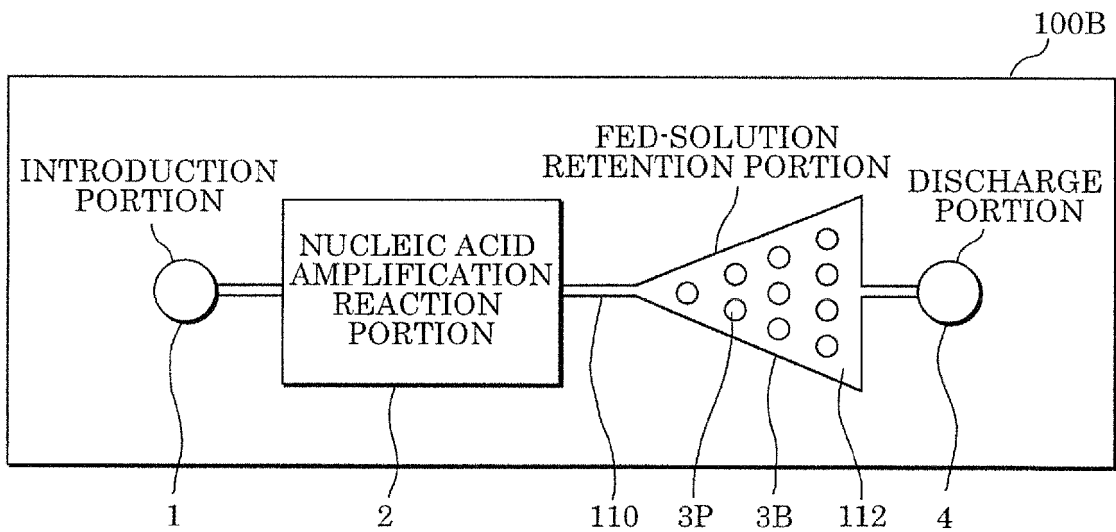 100B
FED-SOLUTION
RETENTION PORTION
INTRODUCTION
PORTION
DISCHARGE
PORTION
NUCLEIC ACID
AMPLIFICATION
REACTION
PORTION
1
2
110
3P
3B
112
4